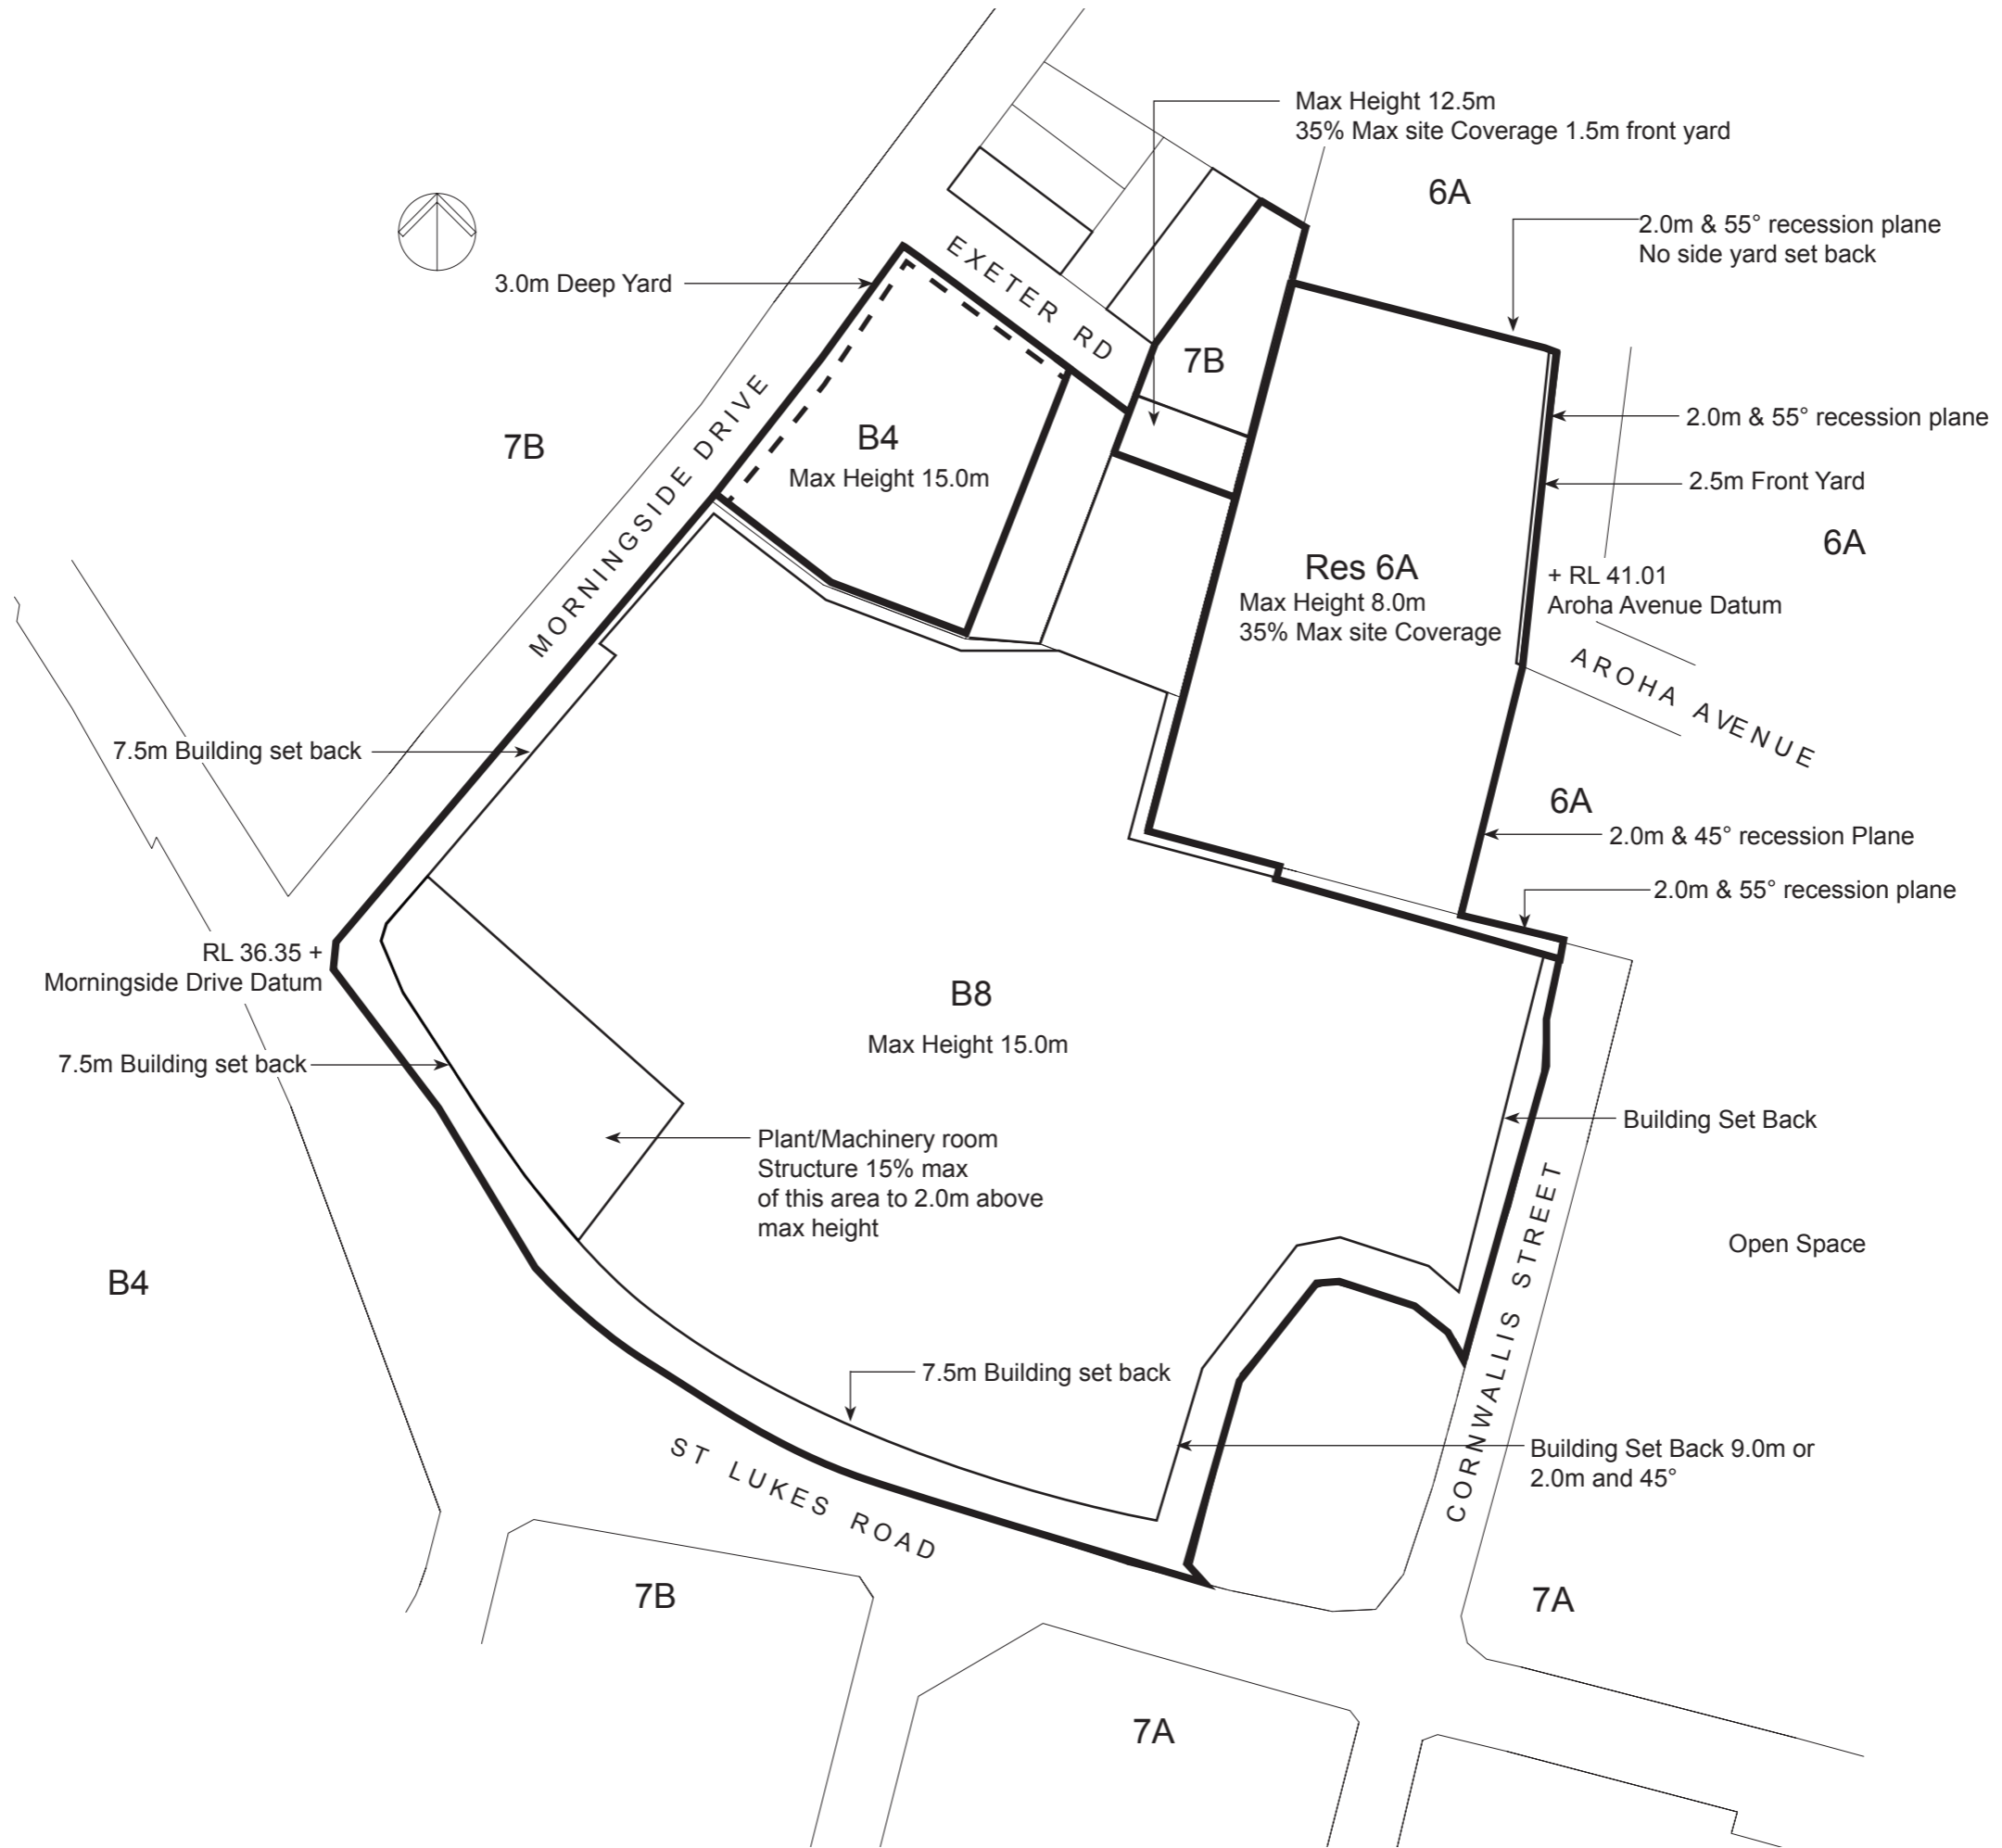 Max Height 12.5m
35% Max site Coverage 1.5m front yard
6A
2.0m & 55° recession plane
No side yard set back
EXETER RD
3.0m Deep Yard
7B
MORNINGSIDE DRIVE
7B
B4
Max Height 15.0m
2.0m & 55° recession plane
2.5m Front Yard
6A
Res 6A
Max Height 8.0m
35% Max site Coverage
+ RL 41.01
Aroha Avenue Datum
AROHA AVENUE
7.5m Building set back
6A
2.0m & 45° recession Plane
2.0m & 55° recession plane
RL 36.35 +
Morningside Drive Datum
B8
Max Height 15.0m
7.5m Building set back
Building Set Back
Plant/Machinery room
Structure 15% max
of this area to 2.0m above
max height
Open Space
B4
CORNWALLIS STREET
7.5m Building set back
Building Set Back 9.0m or
2.0m and 45°
ST LUKES ROAD
7B
7A
7A